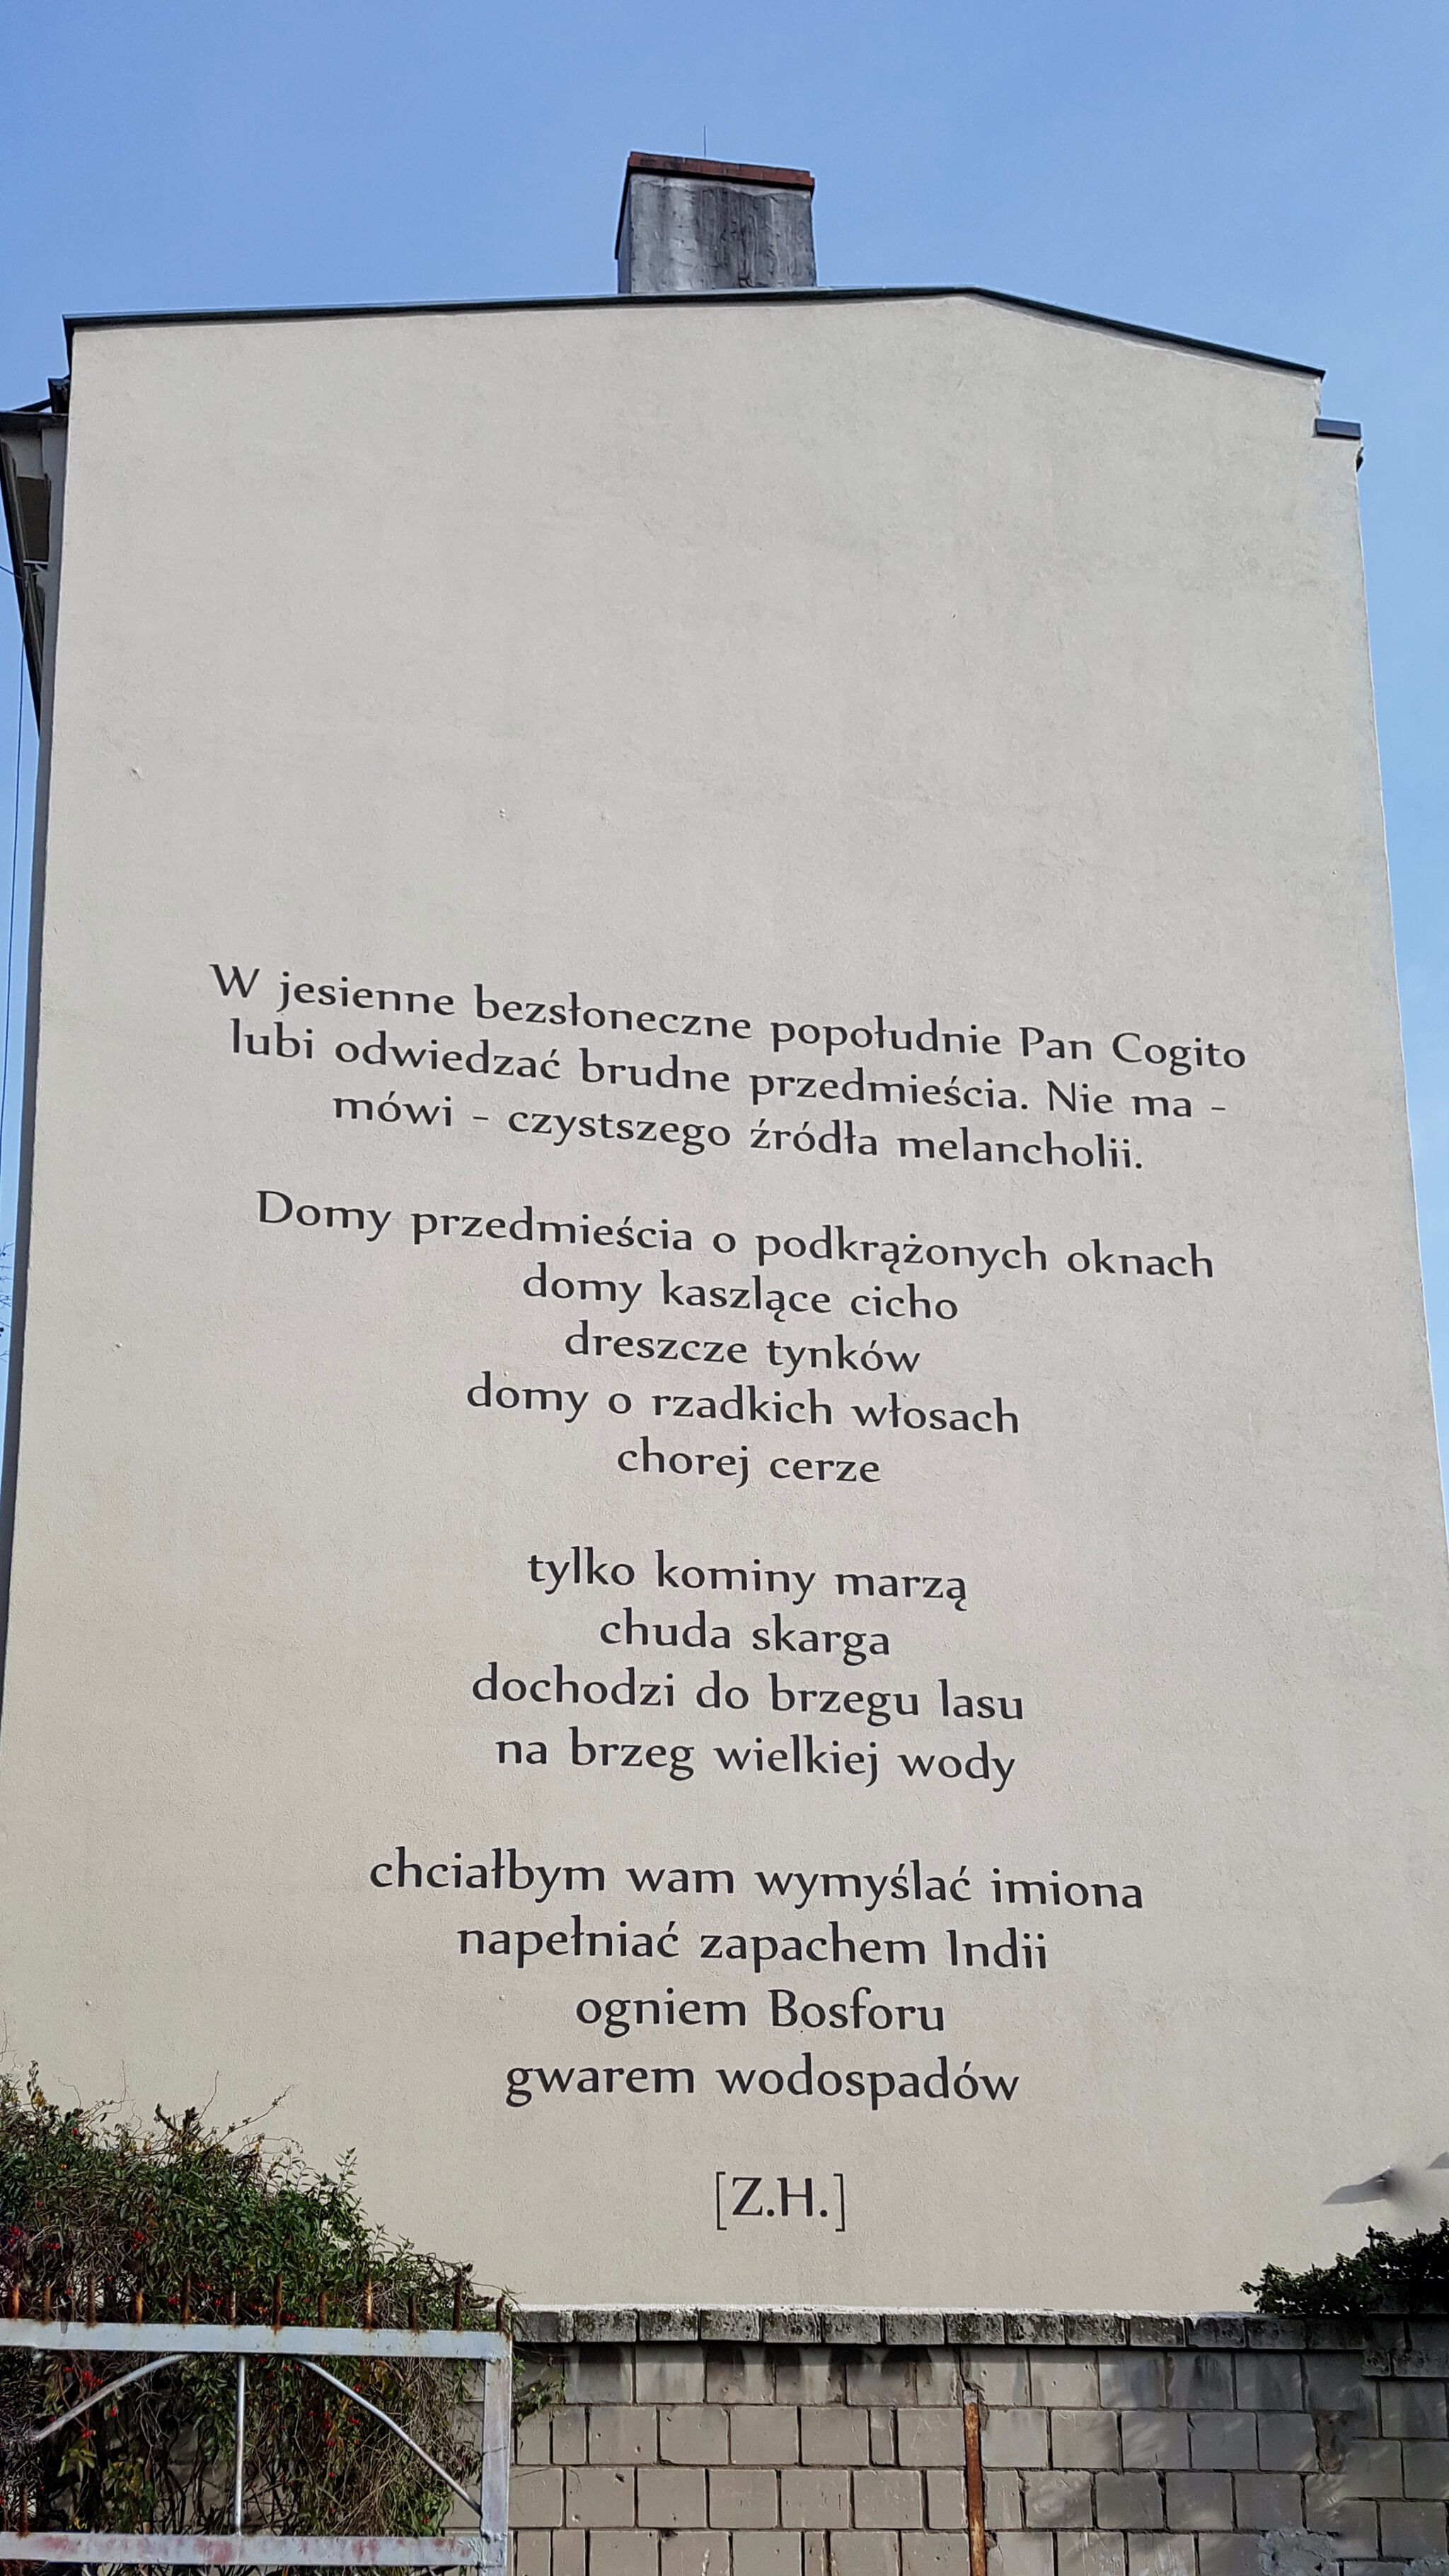 W jesienne bezsłoneczne popołudnie Pan Cogito
lubi odwiedzać brudne przedmieścia. Nie ma -
mówi - czystszego źródła melancholii.
Domy przedmieścia o podkrążonych oknach
domy kaszlące cicho
dreszcze tynków
domy o rzadkich włosach
chorej cerze
tylko kominy marzą
chuda skarga
dochodzi do brzegu lasu
na brzeg wielkiej wody
chciałbym wam wymyślać imiona
napełniać zapachem Indii
ogniem Bosforu
gwarem wodospadów
[Z.H.]